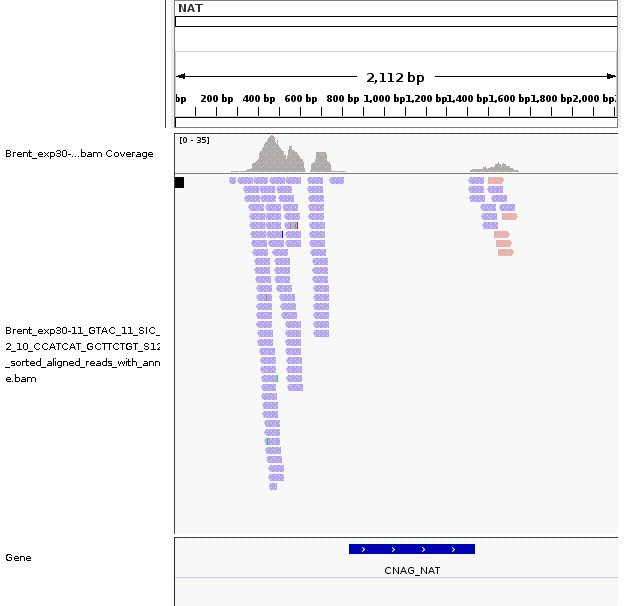 NAT
2,112 bp
bp 200 bp 400 bp 600 bp 800 bp 1,000 bp 1,200 bp 1,400 bp 1,600 bp 1,800 bp 2,000 bp
[0 - 35]
Brent_exp30-...bam Coverage
Brent_exp30-11_GTAC_11_SIC_
2_10_CCATCAT_GCTTCTGT_S12
_sorted_aligned_reads_with_ann
e.bam
Gene
CNAG_NAT